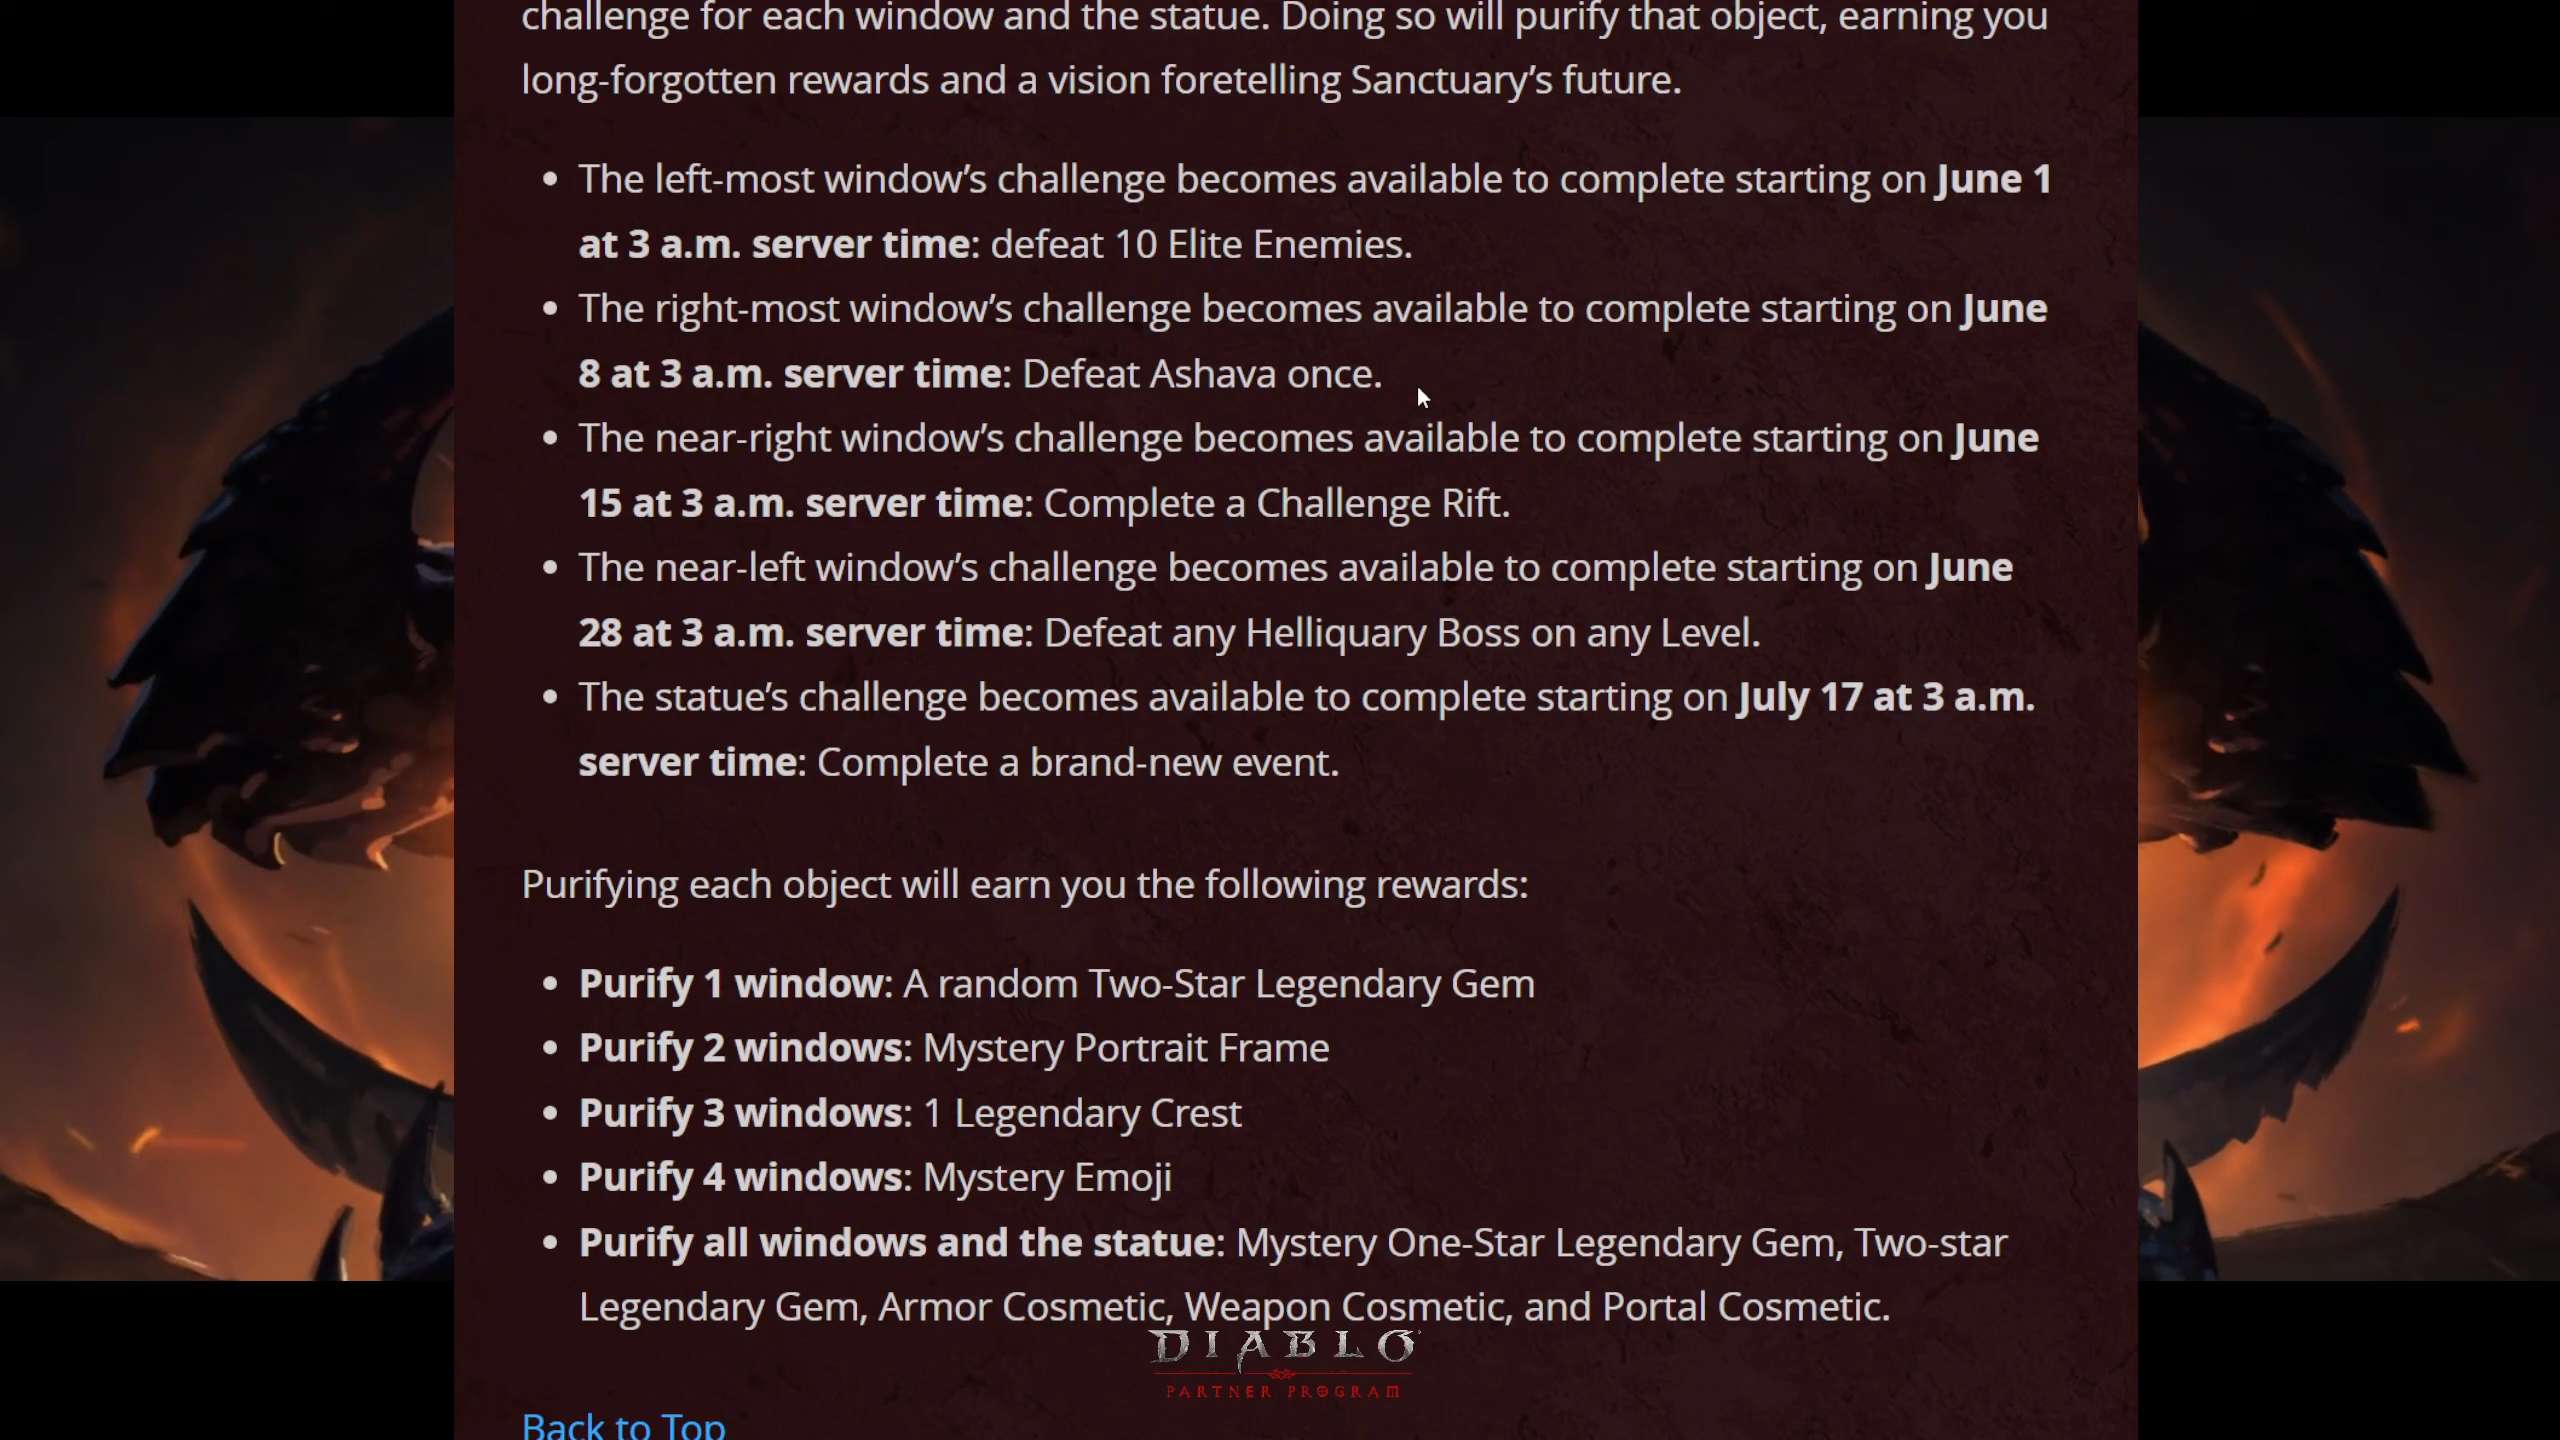 challenge for each window and the statue. Doing so will purify that object, earning you
long-forgotten rewards and a vision foretelling Sanctuary’s future.
• The left-most window’s challenge becomes available to complete starting on June 1
at 3 a.m. server time: defeat 10 Elite Enemies.
• The right-most window’s challenge becomes available to complete starting on June
8 at 3 a.m. server time: Defeat Ashava once.
• The near-right window’s challenge becomes available to complete starting on June
15 at 3 a.m. server time: Complete a Challenge Rift.
• The near-left window’s challenge becomes available to complete starting on June
28 at 3 a.m. server time: Defeat any Helliquary Boss on any Level.
• The statue’s challenge becomes available to complete starting on July 17 at 3 a.m.
server time: Complete a brand-new event.
Purifying each object will earn you the following rewards:
• Purify 1 window: A random Two-Star Legendary Gem
• Purify 2 windows: Mystery Portrait Frame
• Purify 3 windows: 1 Legendary Crest
• Purify 4 windows: Mystery Emoji
• Purify all windows and the statue: Mystery One-Star Legendary Gem, Two-star
Legendary Gem, Armor Cosmetic, Weapon Cosmetic, and Portal Cosmetic.
DIABLO
PARTNER PROGRAM
Back to Top